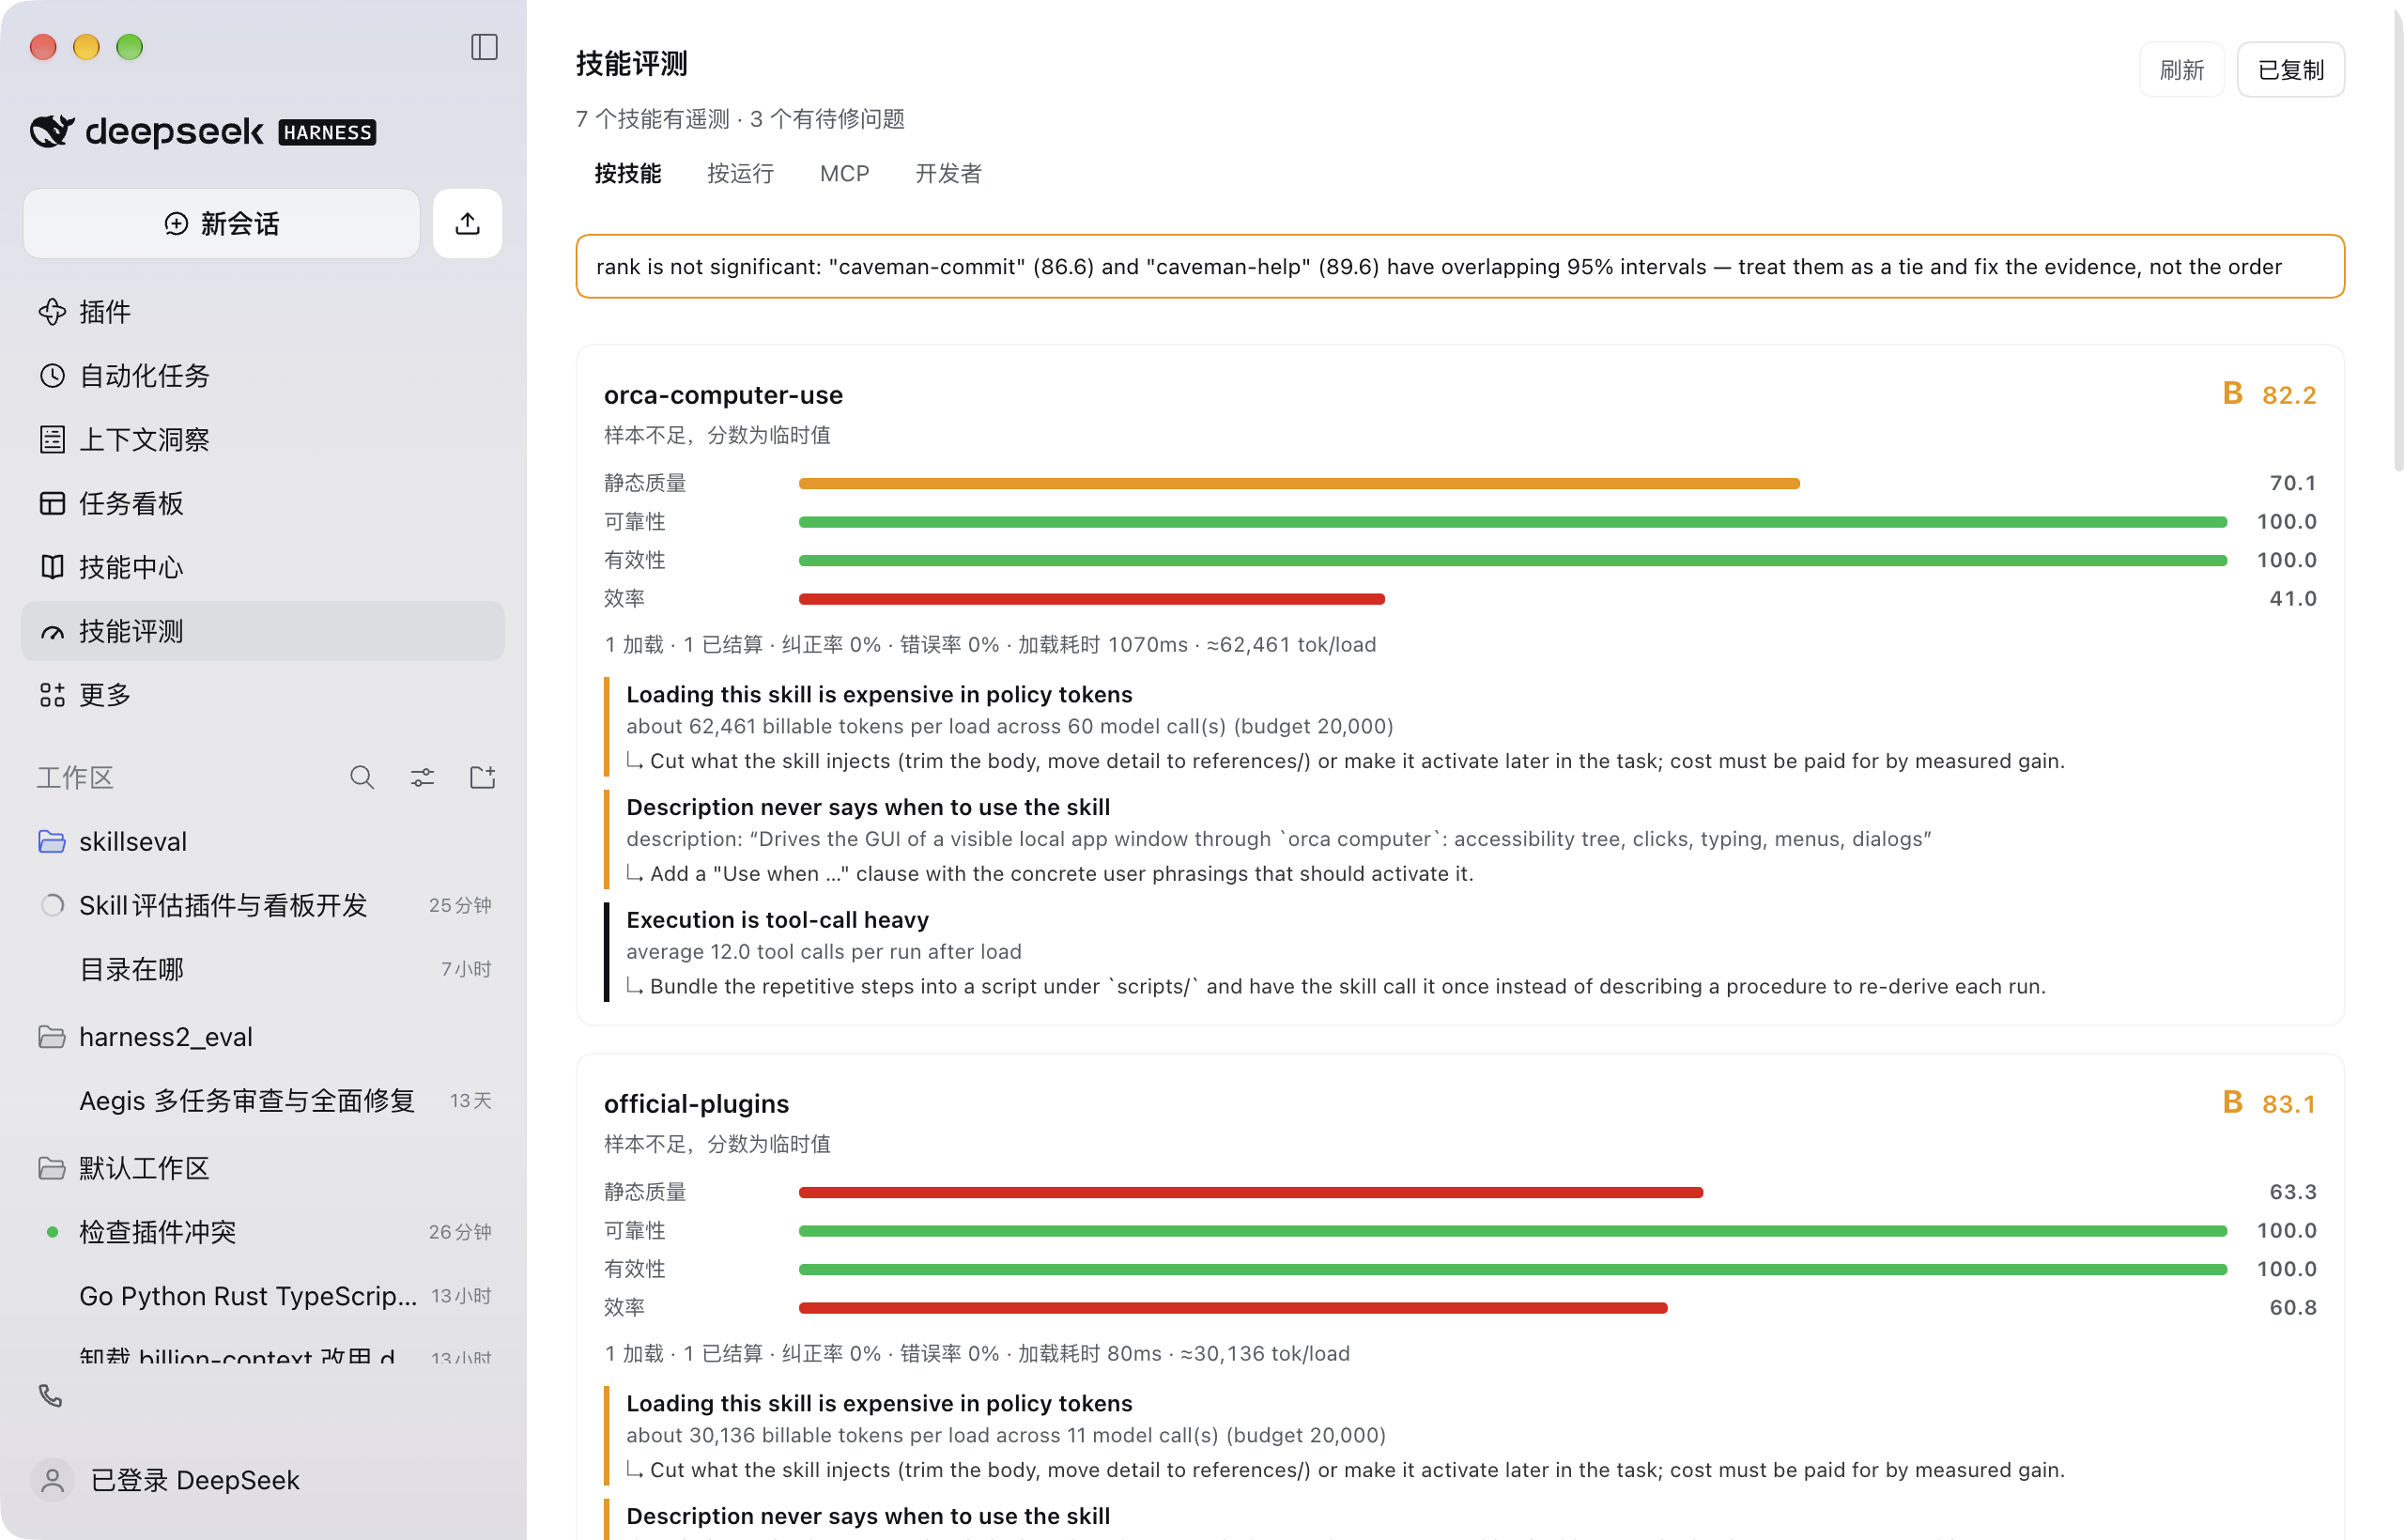 deepseek HARNESS
新会话
插件
自动化任务
上下文洞察
任务看板
技能中心
技能评测
更多
工作区
skillseval
Skill 评估插件与看板开发 25分钟
目录在哪 7小时
harness2_eval
Aegis 多任务审查与全面修复 13天
默认工作区
检查插件冲突 26分钟
Go Python Rust TypeScrip... 13小时
卸载 billion-context 改用 d 13小时
已登录 DeepSeek
技能评测
刷新 已复制
7 个技能有遥测 · 3 个有待修问题
按技能 按运行 MCP 开发者
rank is not significant: "caveman-commit" (86.6) and "caveman-help" (89.6) have overlapping 95% intervals — treat them as a tie and fix the evidence, not the order
orca-computer-use B 82.2
样本不足，分数为临时值
静态质量 70.1
可靠性 100.0
有效性 100.0
效率 41.0
1 加载 · 1 已结算 · 纠正率 0% · 错误率 0% · 加载耗时 1070ms · ≈62,461 tok/load
Loading this skill is expensive in policy tokens
about 62,461 billable tokens per load across 60 model call(s) (budget 20,000)
Cut what the skill injects (trim the body, move detail to references/) or make it activate later in the task; cost must be paid for by measured gain.
Description never says when to use the skill
description: “Drives the GUI of a visible local app window through `orca computer`: accessibility tree, clicks, typing, menus, dialogs”
Add a "Use when …" clause with the concrete user phrasings that should activate it.
Execution is tool-call heavy
average 12.0 tool calls per run after load
Bundle the repetitive steps into a script under `scripts/` and have the skill call it once instead of describing a procedure to re-derive each run.
official-plugins B 83.1
样本不足，分数为临时值
静态质量 63.3
可靠性 100.0
有效性 100.0
效率 60.8
1 加载 · 1 已结算 · 纠正率 0% · 错误率 0% · 加载耗时 80ms · ≈30,136 tok/load
Loading this skill is expensive in policy tokens
about 30,136 billable tokens per load across 11 model call(s) (budget 20,000)
Cut what the skill injects (trim the body, move detail to references/) or make it activate later in the task; cost must be paid for by measured gain.
Description never says when to use the skill